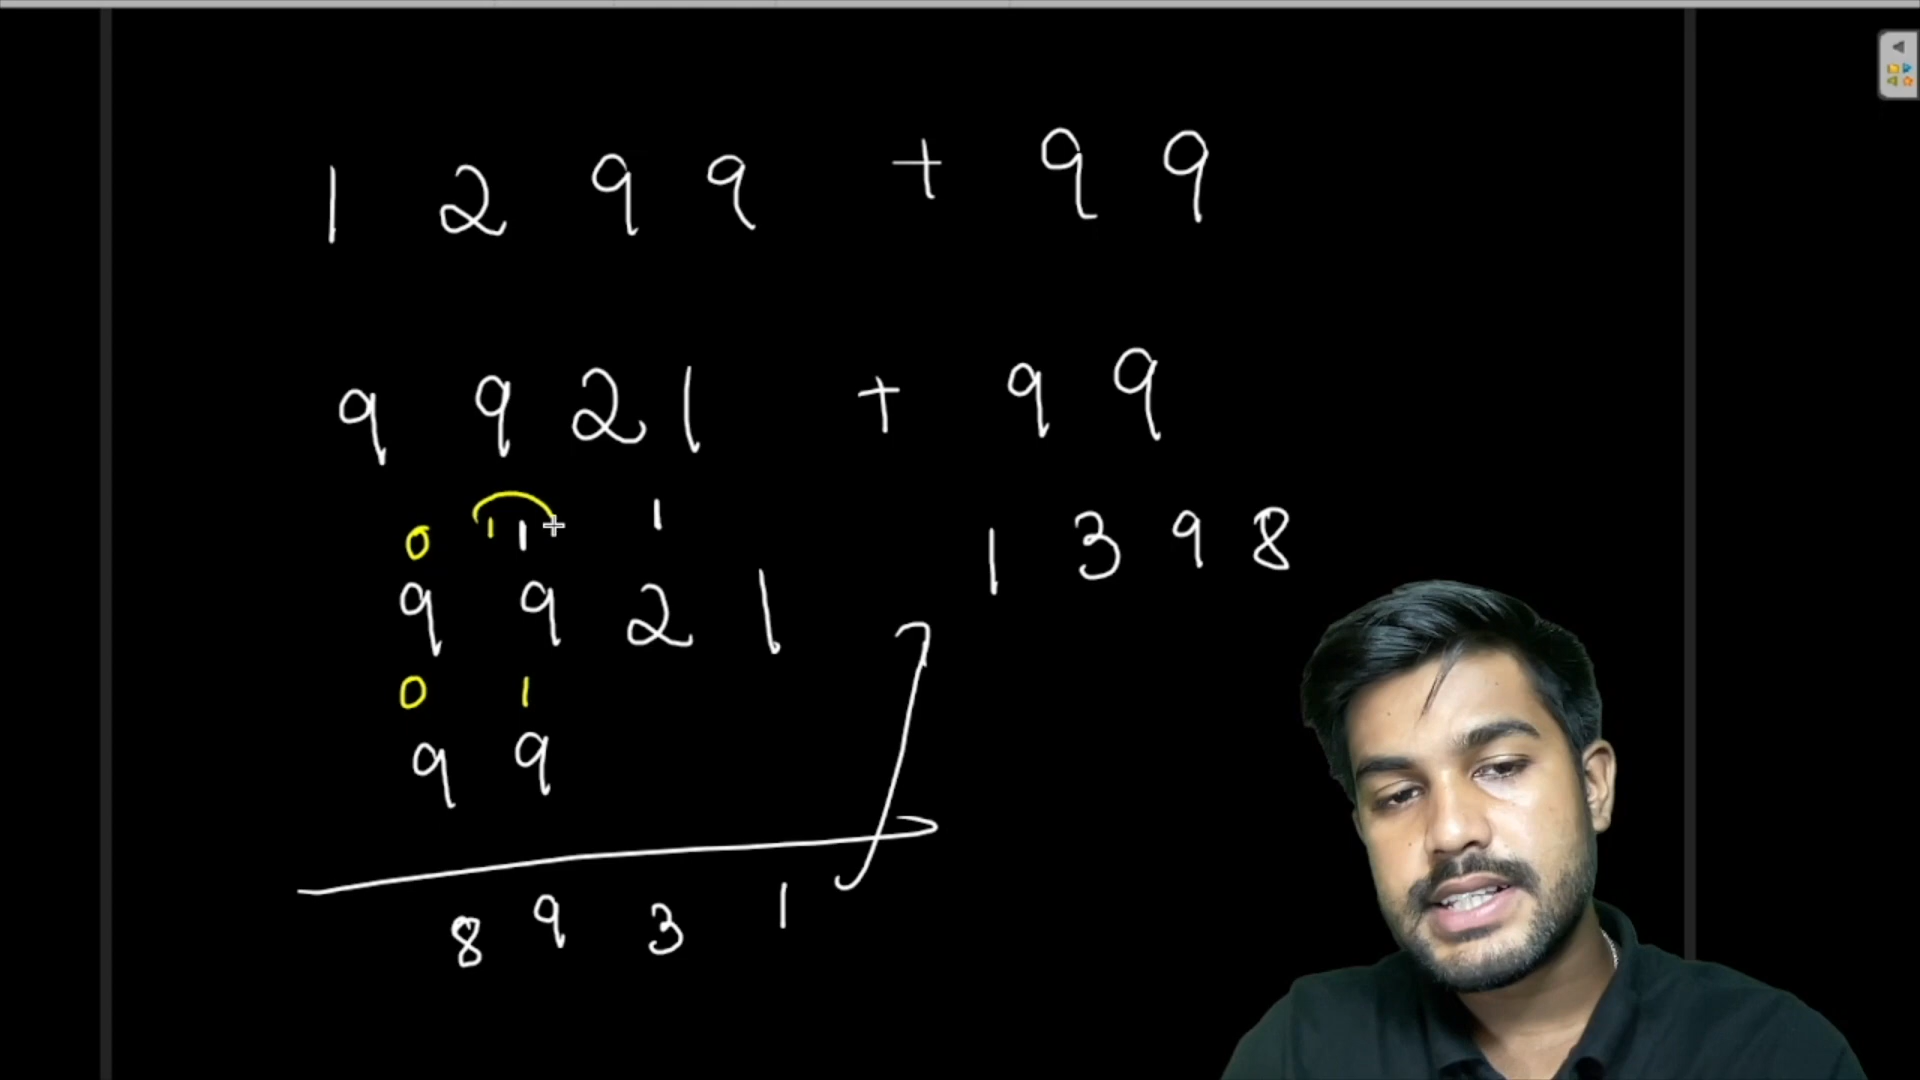 1 2 9 9 + 9 9
9 9 2 1 + 9 9
0 1 1 1
1 3 9 8
9 9 2 1
0 1
9 9
8 9 3 1